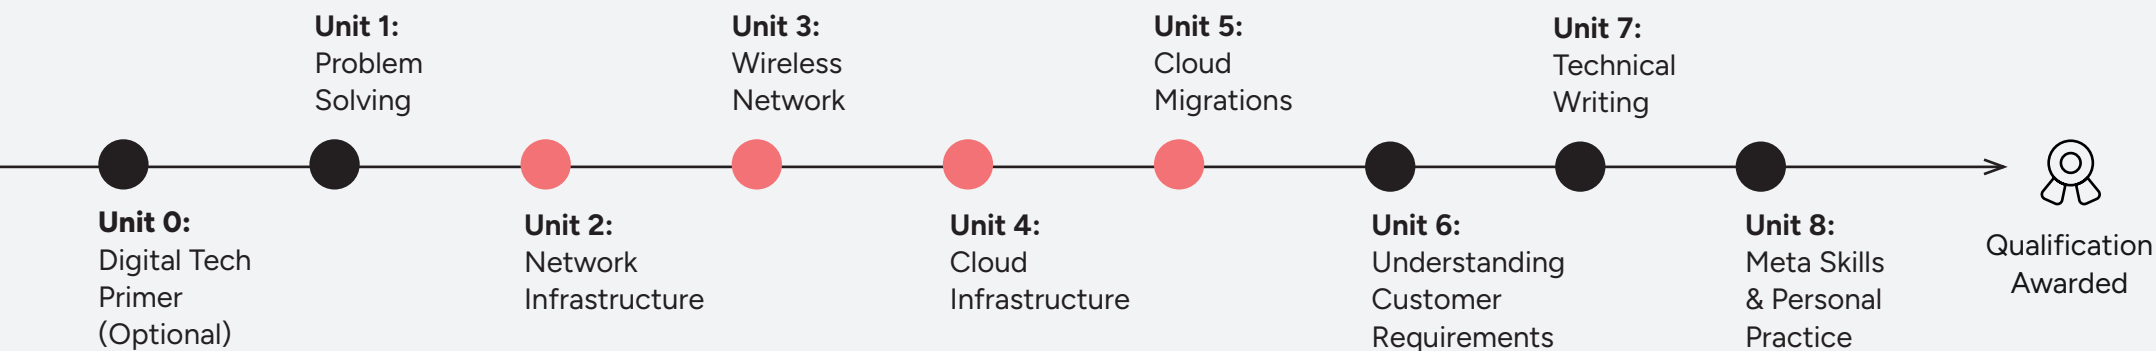 Unit 0:
Digital Tech
Primer
(Optional)
Unit 1:
Problem
Solving
Unit 2:
Network
Infrastructure
Unit 3:
Wireless
Network
Unit 4:
Cloud
Infrastructure
Unit 5:
Cloud
Migrations
Unit 6:
Understanding
Customer
Requirements
Unit 7:
Technical
Writing
Unit 8:
Meta Skills
& Personal
Practice
Qualification
Awarded